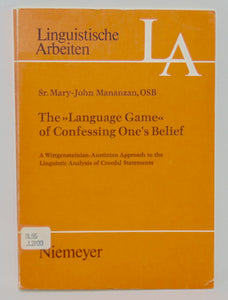 Linguistische
Arbeiten
LA
Sr. Mary-John Mananzan, OSB
The »Language Game«
of Confessing One's Belief
A Wittgensteinian-Austinian Approach to the
Linguistic Analysis of Creedal Statements
Niemeyer